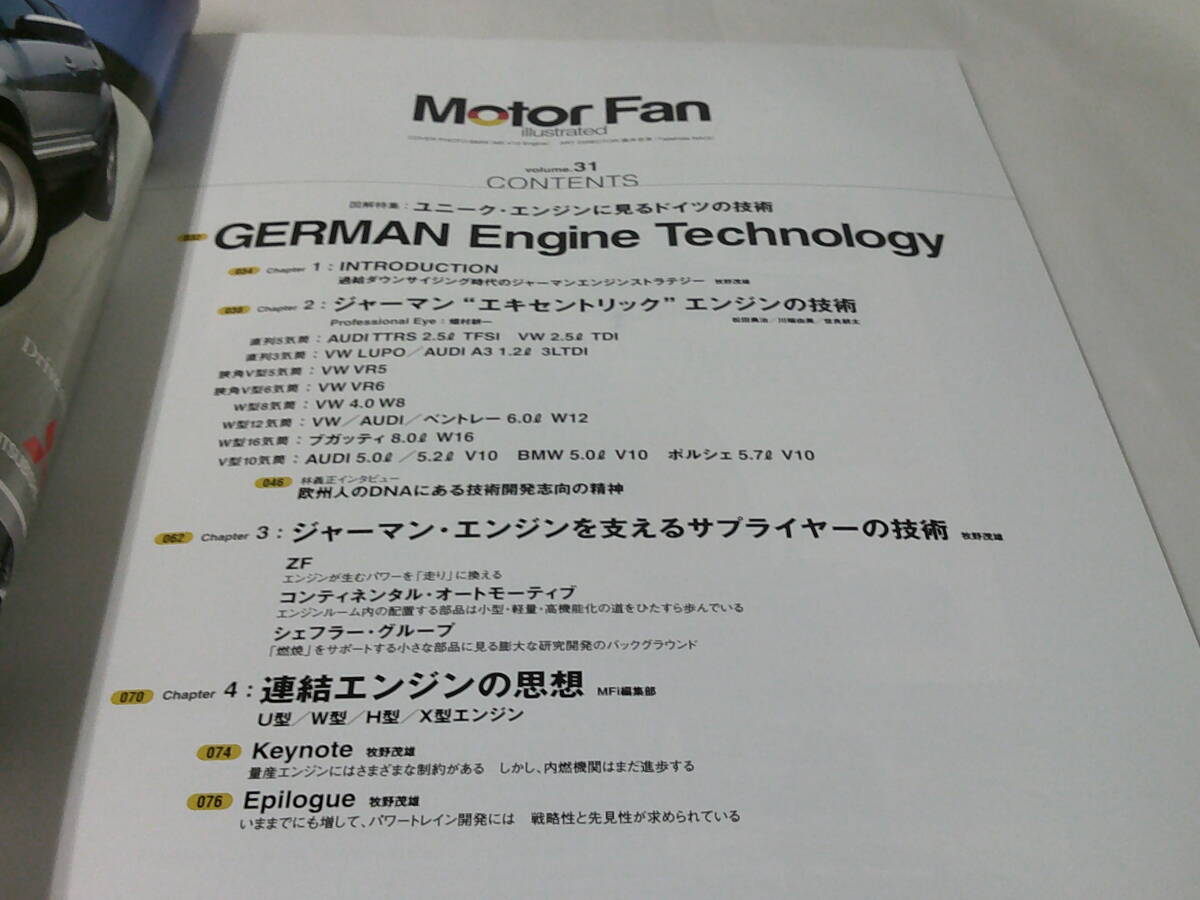 Motor Fan
illustrated
volume.31
CONTENTS
図解特集：ユニーク・エンジンに見るドイツの技術
032 GERMAN Engine Technology
034 Chapter 1：INTRODUCTION
過給ダウンサイジング時代のジャーマンエンジンストラテジー 牧野茂雄
038 Chapter 2：ジャーマン“エキセントリック”エンジンの技術
Professional Eye：畑村耕一
直列5気筒：AUDI TTRS 2.5ℓ TFSI VW 2.5ℓ TDI
直列3気筒：VW LUPO／AUDI A3 1.2ℓ 3LTDI
狭角V型5気筒：VW VR5
狭角V型6気筒：VW VR6
W型8気筒：VW 4.0 W8
W型12気筒：VW／AUDI／ベントレー 6.0ℓ W12
W型16気筒：ブガッティ 8.0ℓ W16
V型10気筒：AUDI 5.0ℓ／5.2ℓ V10 BMW 5.0ℓ V10 ポルシェ 5.7ℓ V10
046 林義正インタビュー
欧州人のDNAにある技術開発志向の精神
062 Chapter 3：ジャーマン・エンジンを支えるサプライヤーの技術 牧野茂雄
ZF
エンジンが生むパワーを「走り」に換える
コンティネンタル・オートモーティブ
エンジンルーム内の配置する部品は小型・軽量・高機能化の道をひたすら歩んでいる
シェフラー・グループ
「燃焼」をサポートする小さな部品に見る膨大な研究開発のバックグラウンド
070 Chapter 4：連結エンジンの思想 MFi編集部
U型／W型／H型／X型エンジン
074 Keynote 牧野茂雄
量産エンジンにはさまざまな制約がある しかし、内燃機関はまだ進歩する
076 Epilogue 牧野茂雄
いままでにも増して、パワートレイン開発には 戦略性と先見性が求められている